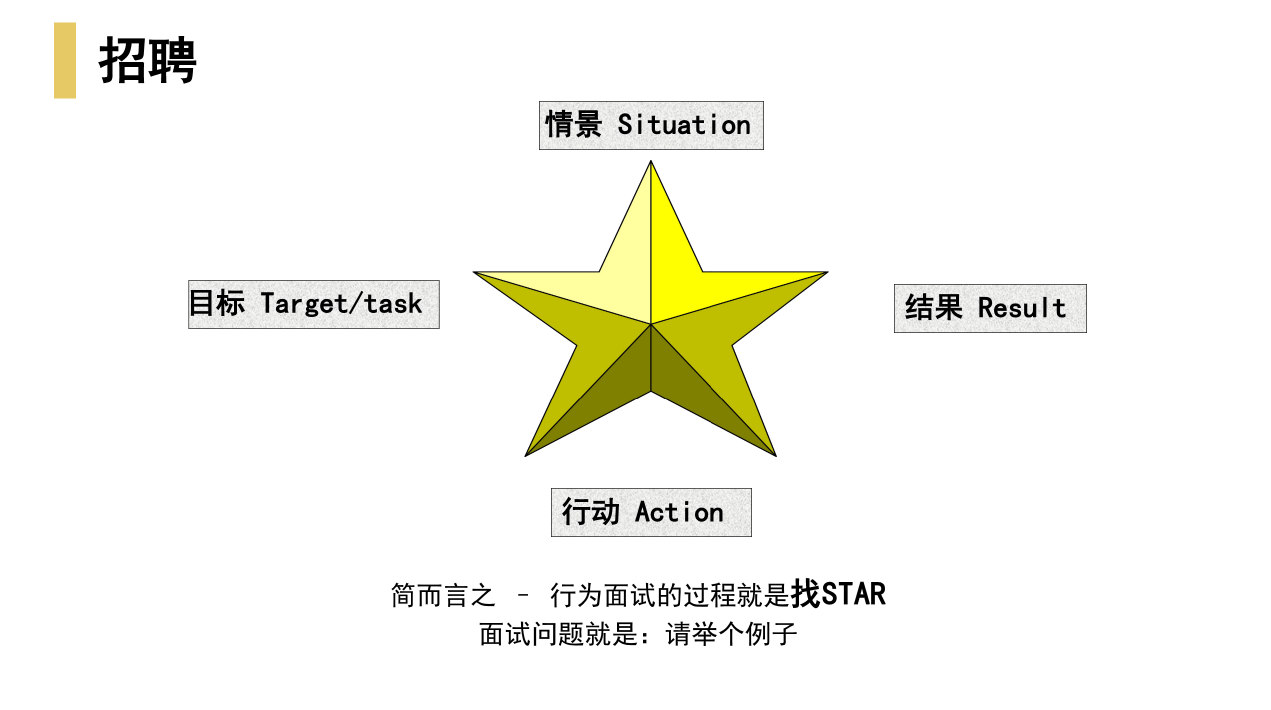 招聘
情景 Situation
目标 Target/task
结果 Result
行动 Action
简而言之 – 行为面试的过程就是找STAR
面试问题就是：请举个例子